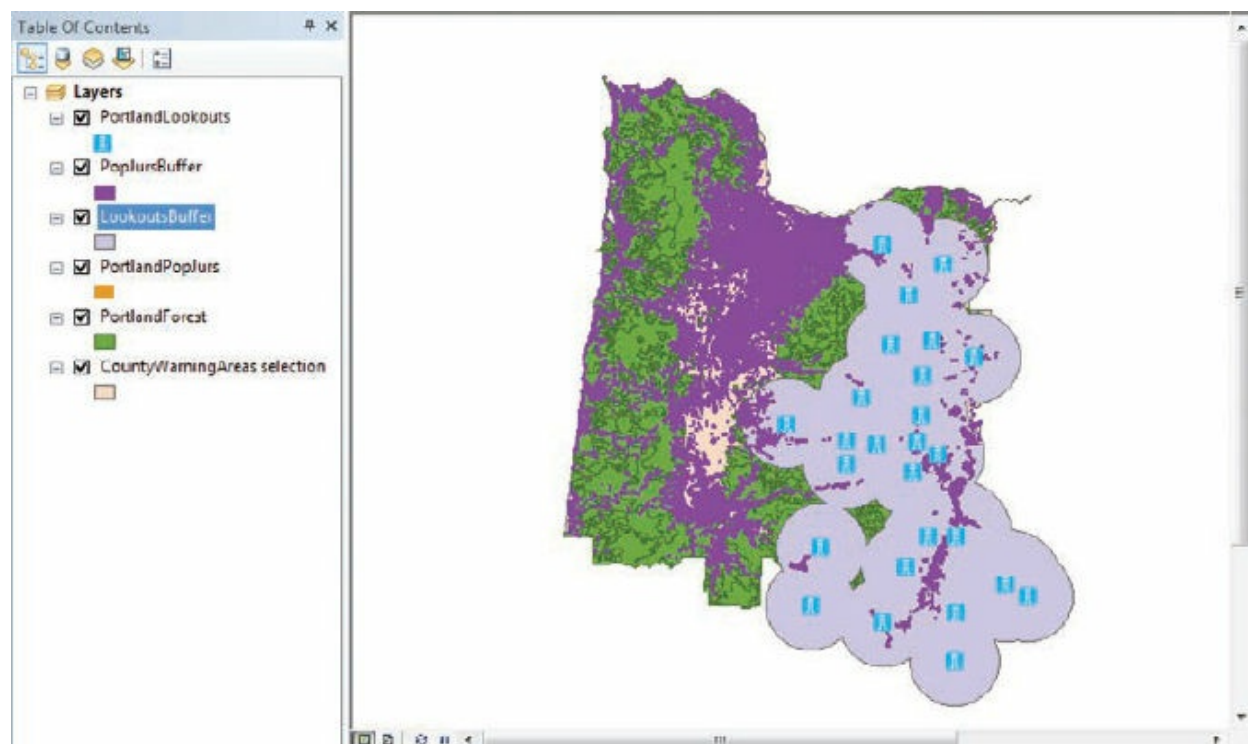 Table Of Contents
Layers
PortlandLookouts
PopJursBuffer
LookoutsBuffer
PortlandPopJurs
PortlandForest
CountyWarningAreas selection